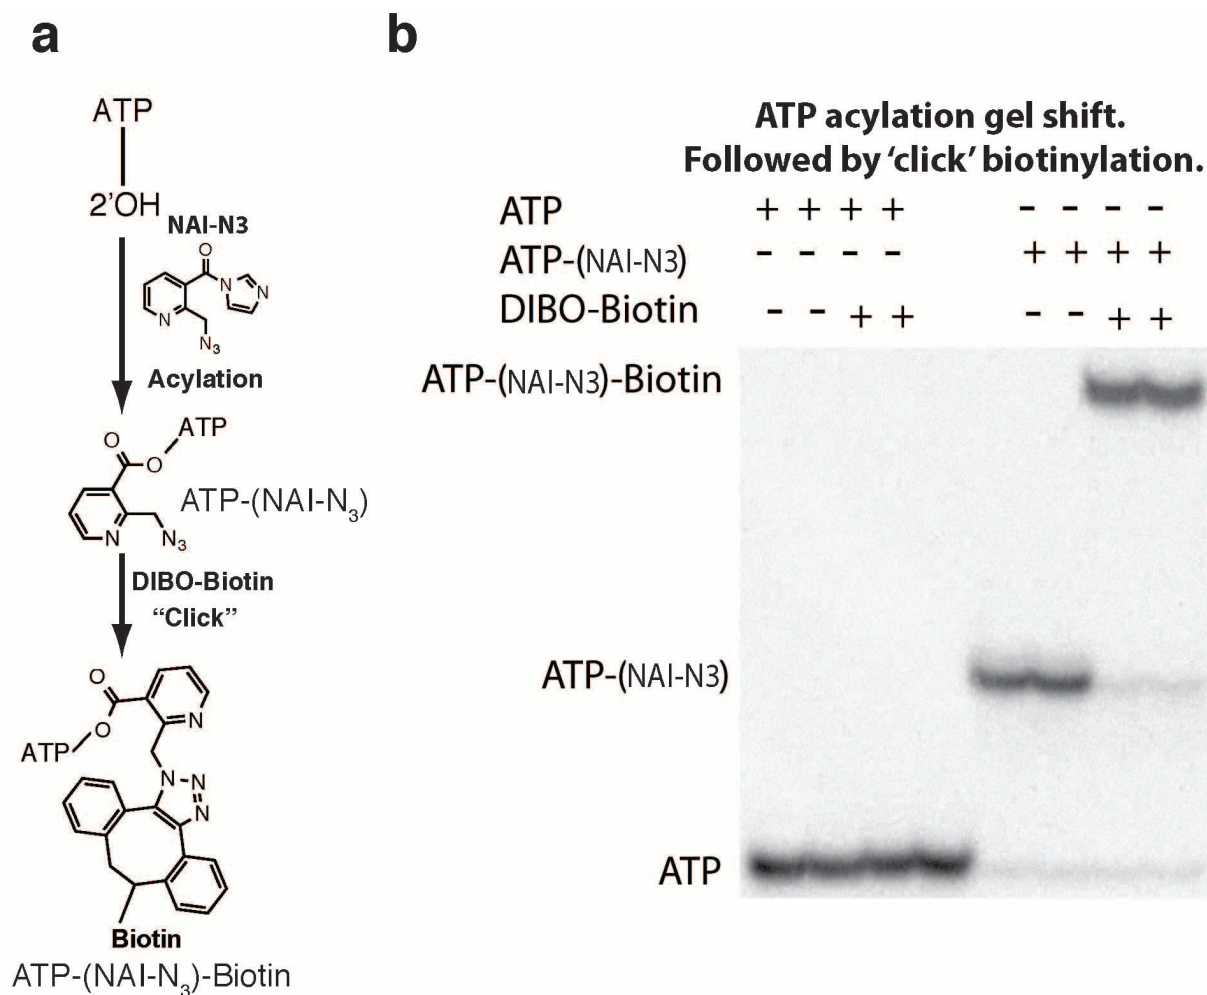 a
ATP
2'OH
NAI-N3
O
N
N
N
N3
Acylation
ATP
O
O
ATP-(NAI-N3)
N
N3
DIBO-Biotin
“Click”
O
O
N
ATP
N-N
N
Biotin
ATP-(NAI-N3)-Biotin
b
ATP acylation gel shift.
Followed by ‘click’ biotinylation.
ATP + + + + - - - -
ATP-(NAI-N3) - - - - + + + +
DIBO-Biotin - - + + - - + +
ATP-(NAI-N3)-Biotin
ATP-(NAI-N3)
ATP